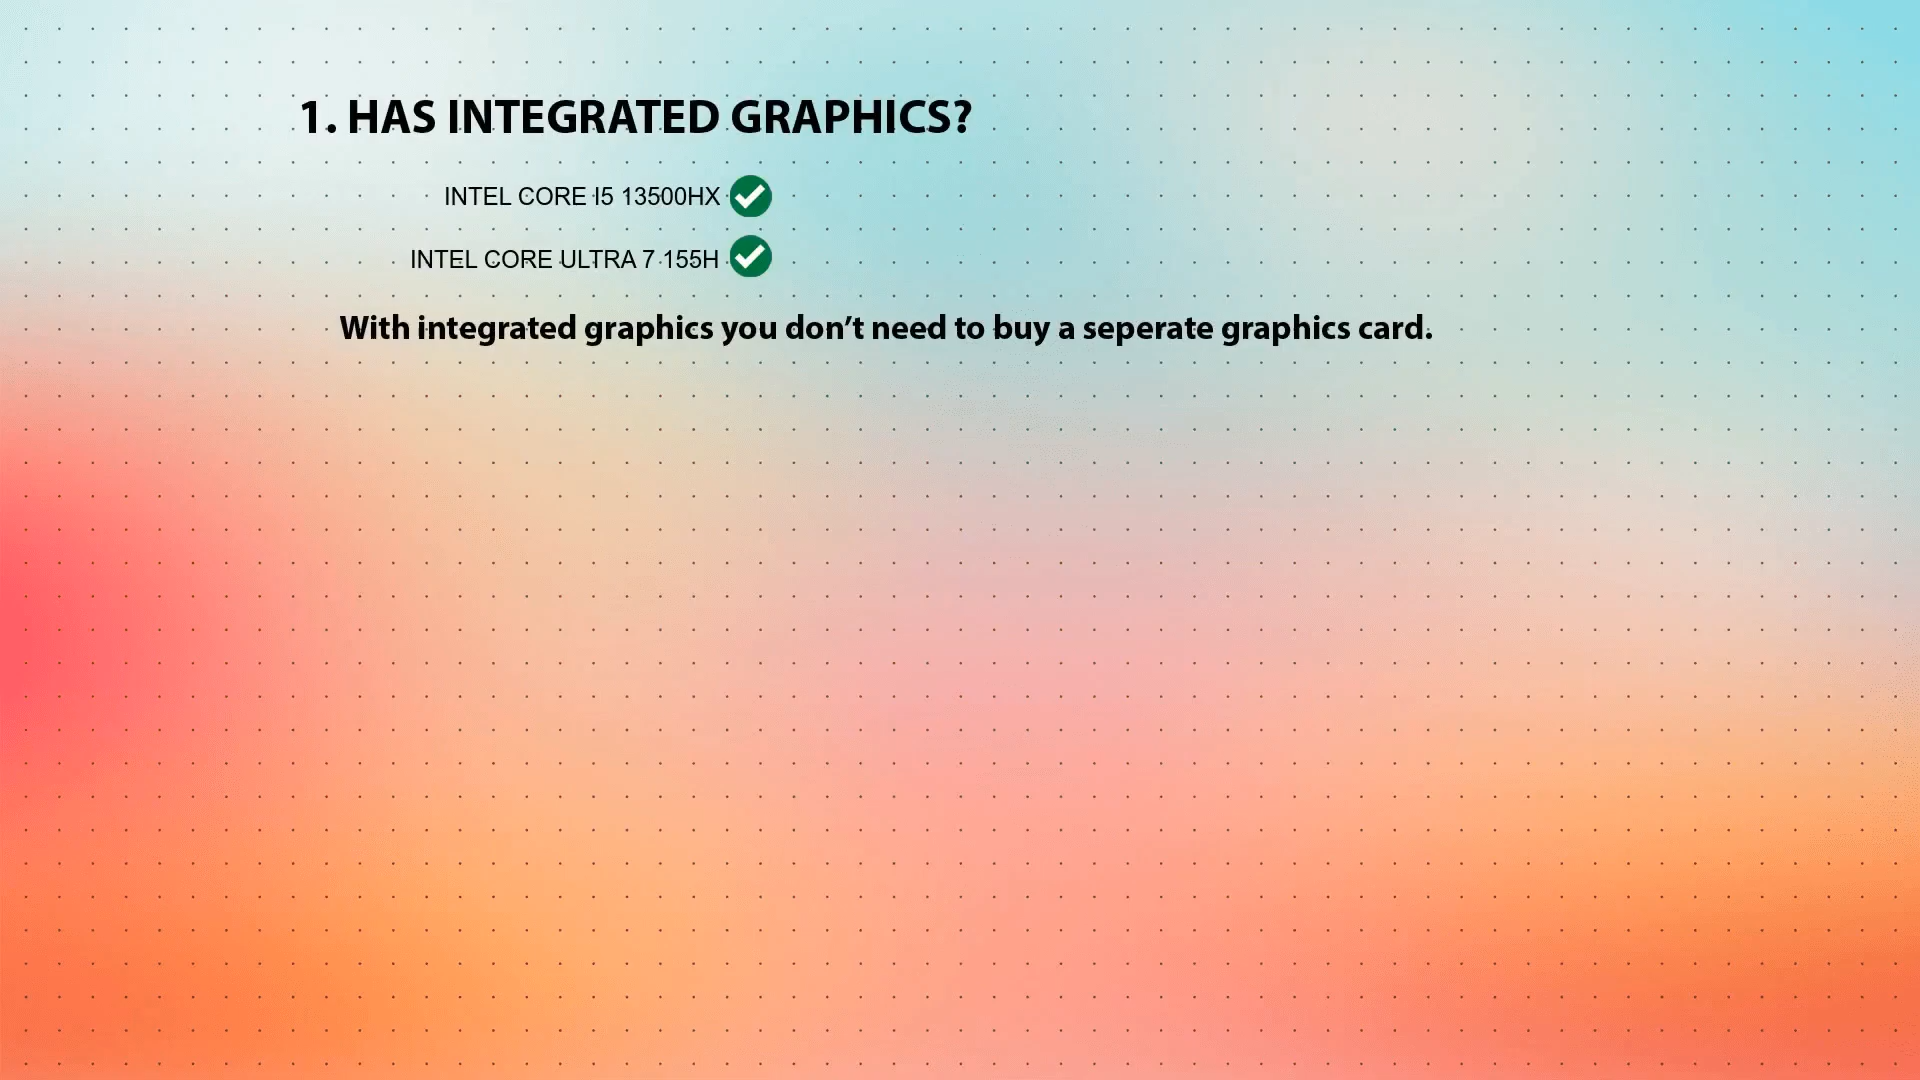 1. HAS INTEGRATED GRAPHICS?
INTEL CORE I5 13500HX
INTEL CORE ULTRA 7 155H
With integrated graphics you don’t need to buy a seperate graphics card.